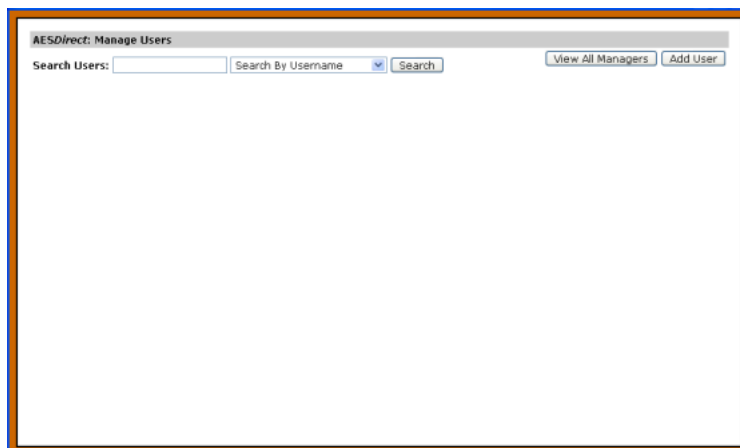 AESDirect: Manage Users
Search Users: Search By Username Search View All Managers Add User